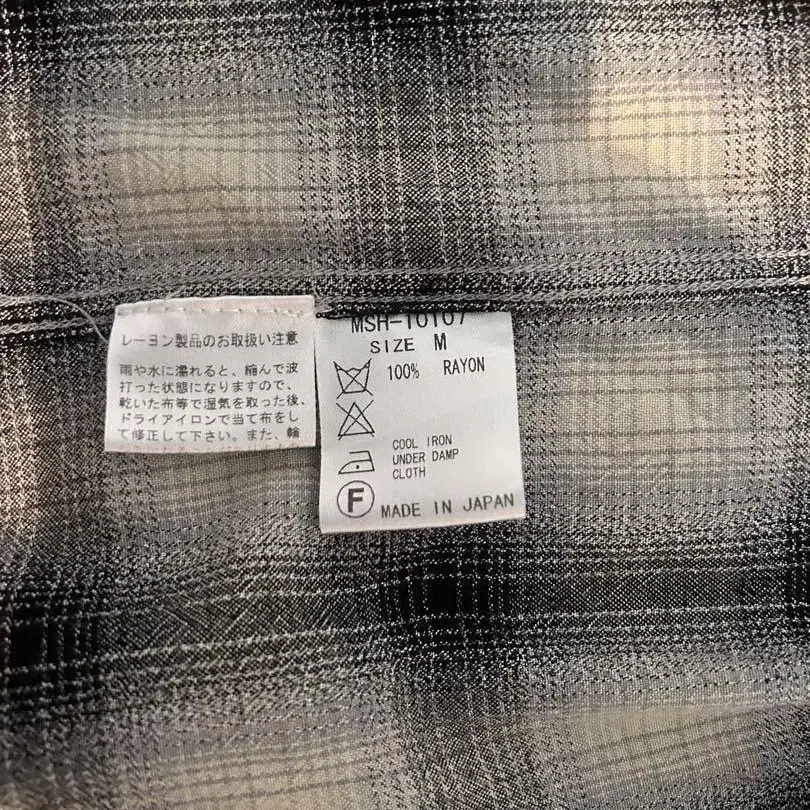 レーヨン製品のお取扱い注意
雨や水に濡れると、縮んで波
打った状態になりますので、
乾いた布等で湿気を取った後、
ドライアイロンで当て布をし
て修正して下さい。また、輪
MSH-10107
SIZE M
100% RAYON
COOL IRON
UNDER DAMP
CLOTH
F
MADE IN JAPAN